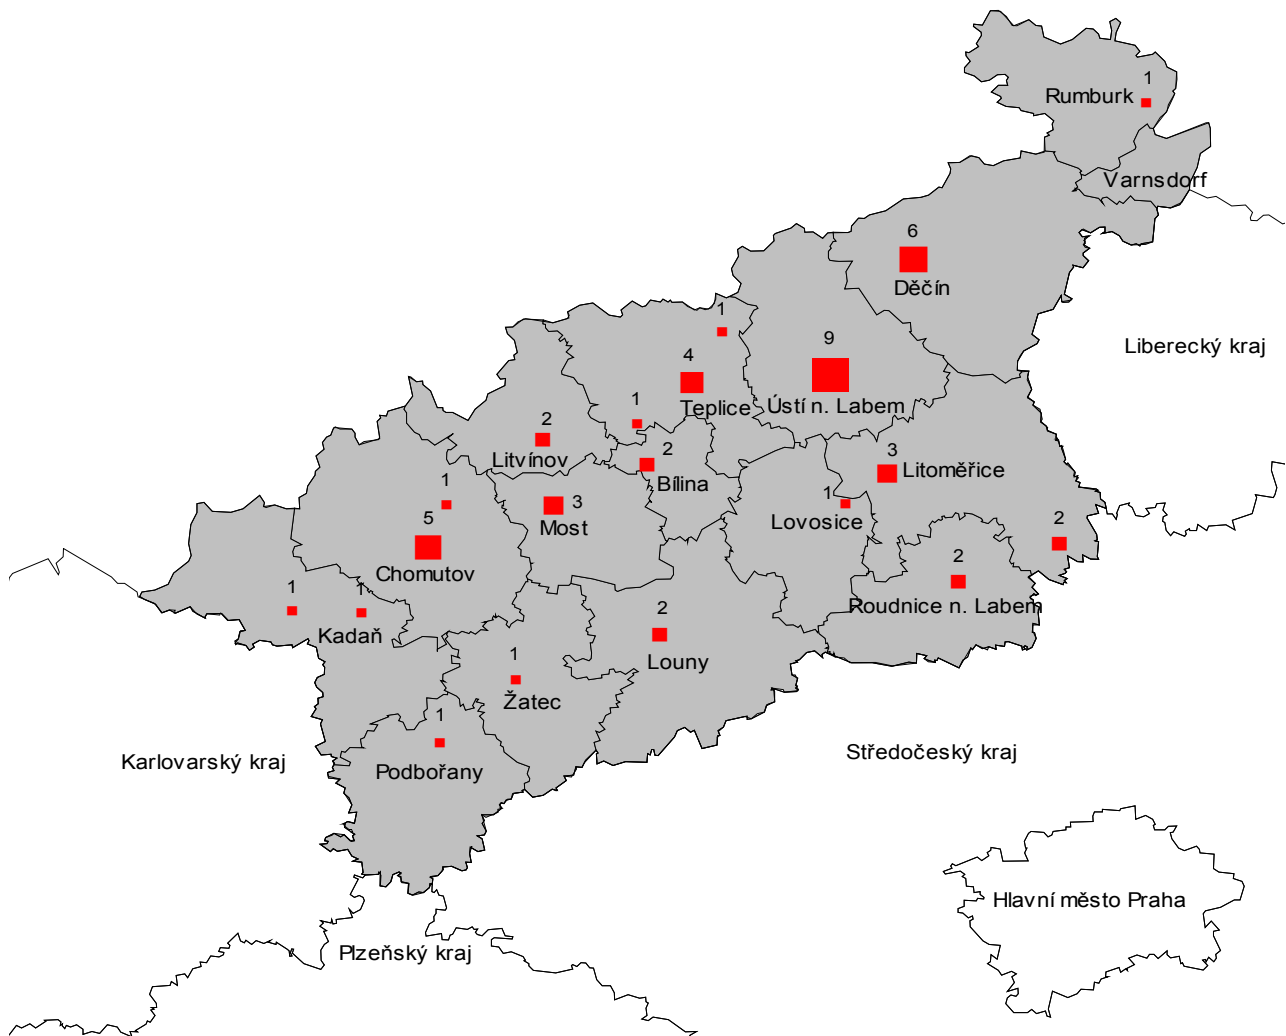 1
Rumburk
Varnsdorf
6
Děčín
1
9
Liberecký kraj
4
Teplice
Ústí n. Labem
1
2
Litvínov
2
Bílina
3
Litoměřice
1
3
Most
1
Lovosice
5
Chomutov
2
2
Roudnice n. Labem
1
1
Kadaň
2
Louny
1
Žatec
1
Podbořany
Karlovarský kraj
Středočeský kraj
Hlavní město Praha
Plzeňský kraj